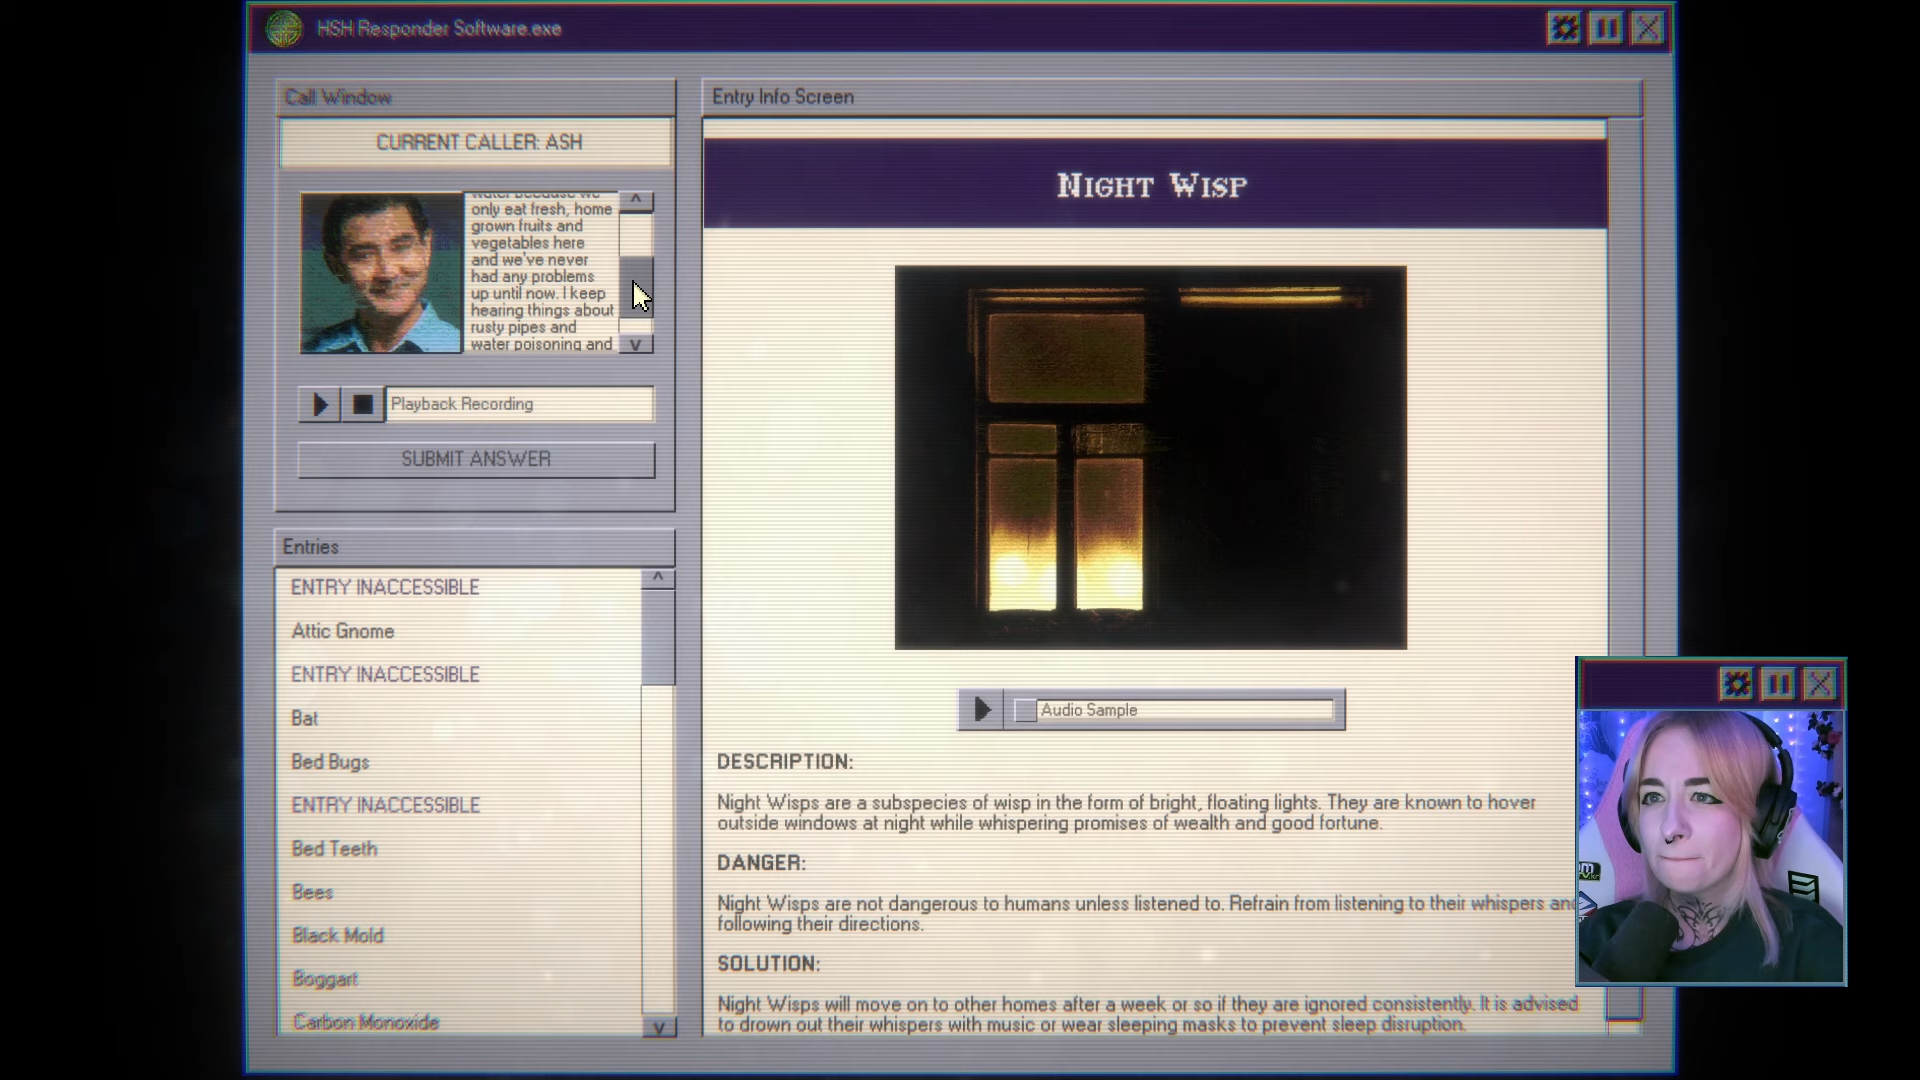 HSH Responder Software.exe
Call Window
CURRENT CALLER: ASH
water because we
only eat fresh, home
grown fruits and
vegetables here
and we've never
had any problems
up until now. I keep
hearing things about
rusty pipes and
water poisoning and
Playback Recording
SUBMIT ANSWER
Entries
ENTRY INACCESSIBLE
Attic Gnome
ENTRY INACCESSIBLE
Bat
Bed Bugs
ENTRY INACCESSIBLE
Bed Teeth
Bees
Black Mold
Boggart
Carbon Monoxide
Entry Info Screen
Night Wisp
Audio Sample
DESCRIPTION:
Night Wisps are a subspecies of wisp in the form of bright, floating lights. They are known to hover
outside windows at night while whispering promises of wealth and good fortune.
DANGER:
Night Wisps are not dangerous to humans unless listened to. Refrain from listening to their whispers and
following their directions.
SOLUTION:
Night Wisps will move on to other homes after a week or so if they are ignored consistently. It is advised
to drown out their whispers with music or wear sleeping masks to prevent sleep disruption.